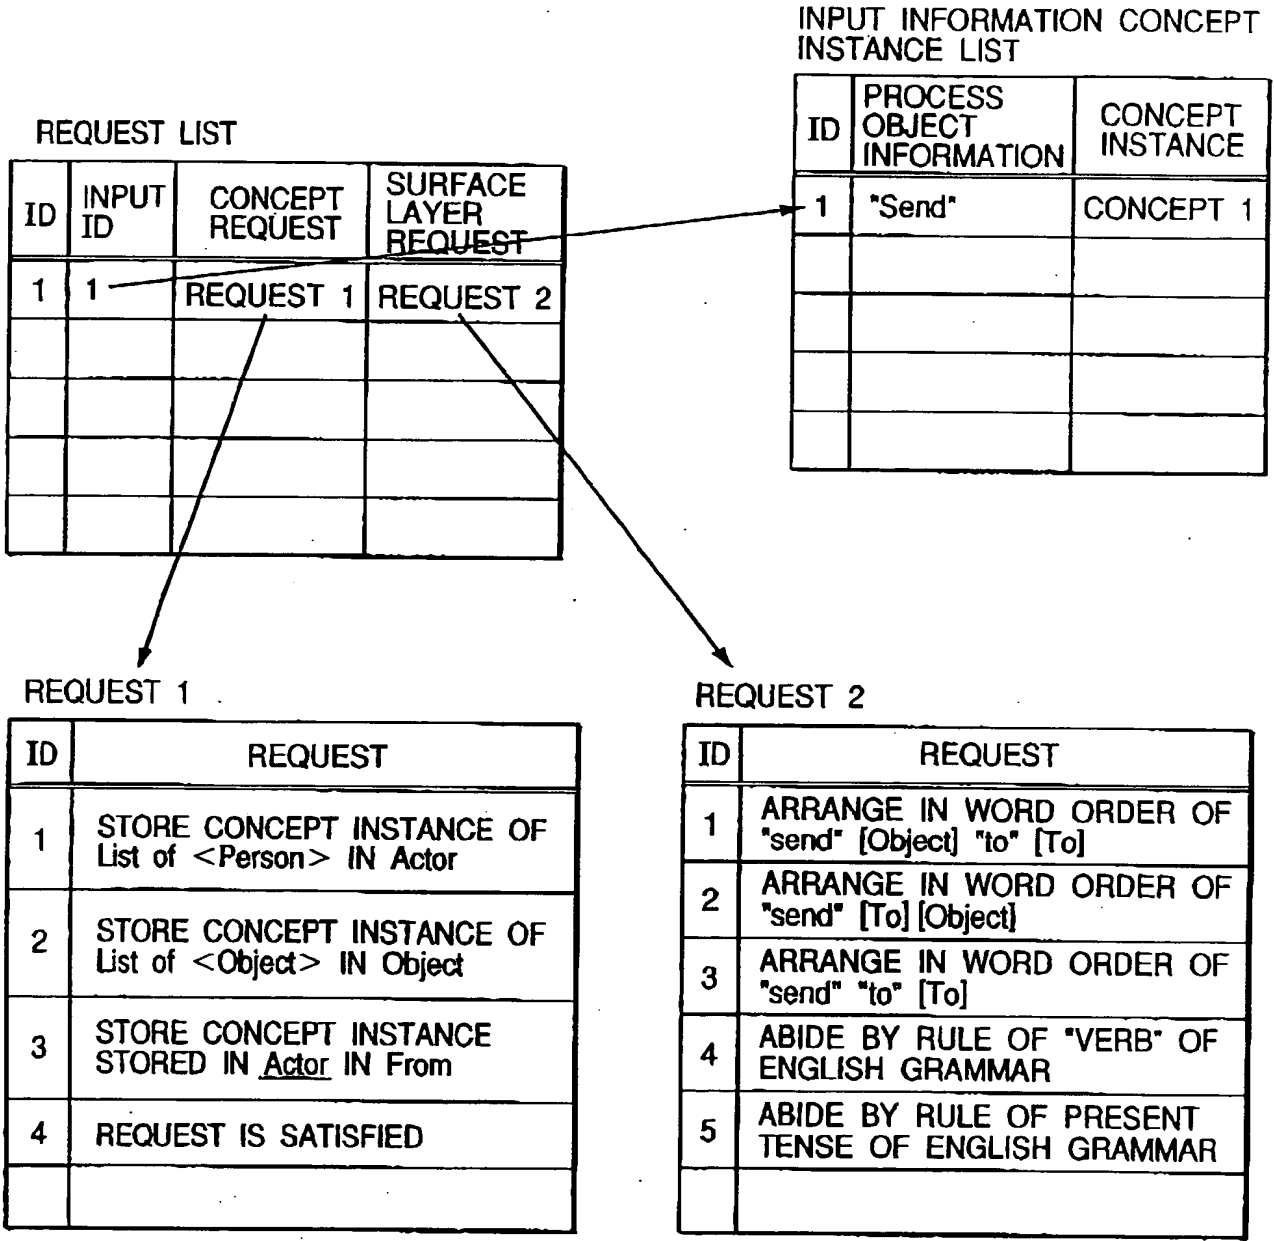 INPUT INFORMATION CONCEPT
INSTANCE LIST
ID
PROCESS
OBJECT
INFORMATION
CONCEPT
INSTANCE
1
"Send"
CONCEPT 1
REQUEST LIST
ID
INPUT
ID
CONCEPT
REQUEST
SURFACE
LAYER
REQUEST
1
1
REQUEST 1
REQUEST 2
REQUEST 1
ID
REQUEST
1
STORE CONCEPT INSTANCE OF
List of <Person> IN Actor
2
STORE CONCEPT INSTANCE OF
List of <Object> IN Object
3
STORE CONCEPT INSTANCE
STORED IN Actor IN From
4
REQUEST IS SATISFIED
REQUEST 2
ID
REQUEST
1
ARRANGE IN WORD ORDER OF
"send" [Object] "to" [To]
2
ARRANGE IN WORD ORDER OF
"send" [To] [Object]
3
ARRANGE IN WORD ORDER OF
"send" "to" [To]
4
ABIDE BY RULE OF "VERB" OF
ENGLISH GRAMMAR
5
ABIDE BY RULE OF PRESENT
TENSE OF ENGLISH GRAMMAR